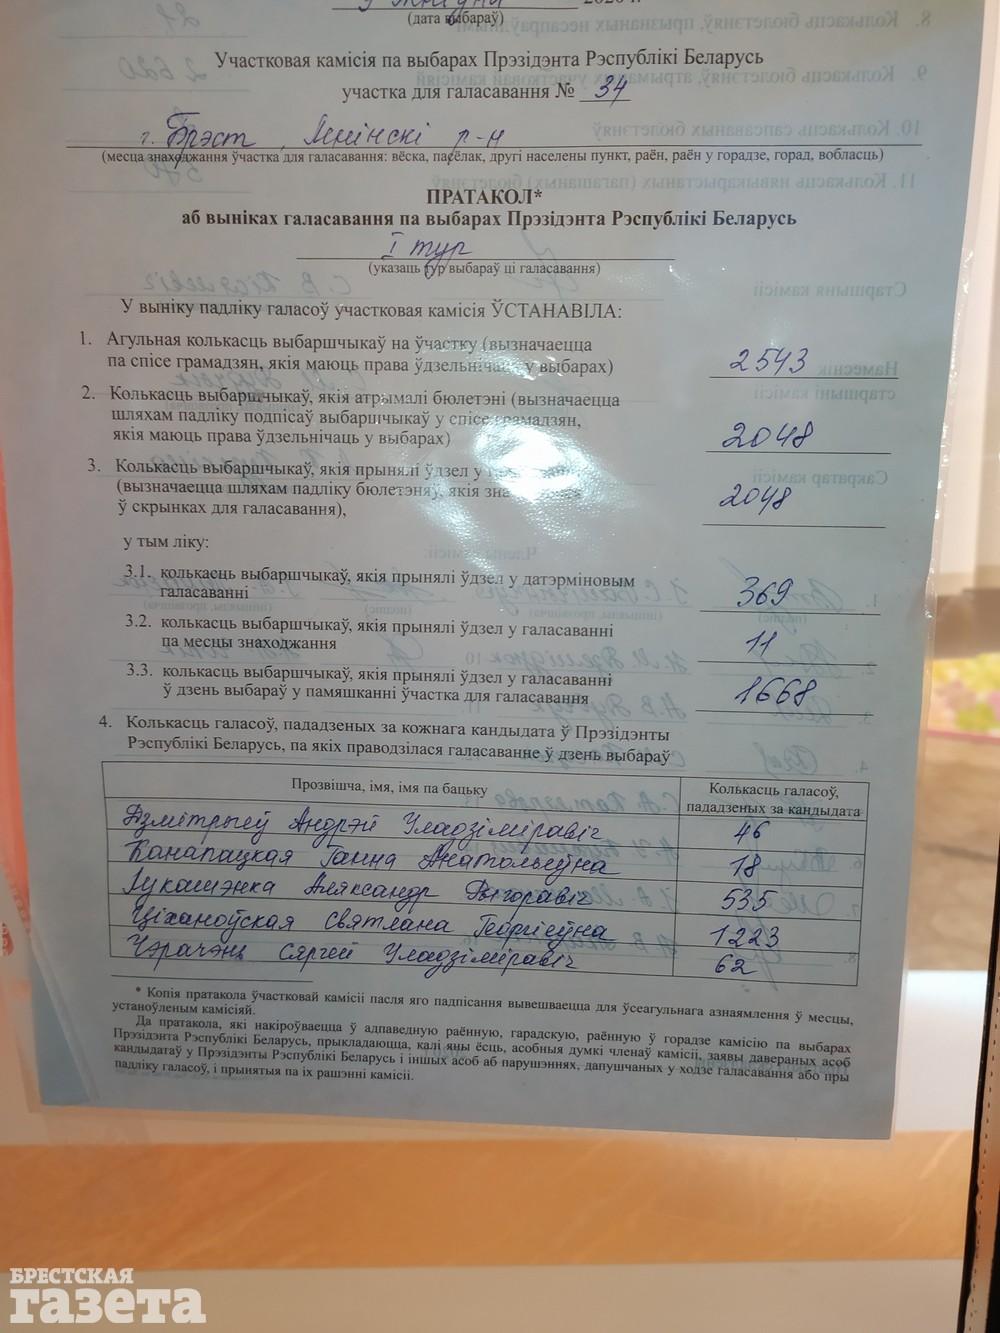 (дата выбараў)
Участковая камісія па выбарах Прэзідэнта Рэспублікі Беларусь
участка для галасавання № 34
г. Брэст, Ленінскі р-н
(месца знаходжання ўчастка для галасавання: вёска, пасёлак, другі населены пункт, раён, раён у горадзе, горад, вобласць)
ПРАТАКОЛ*
аб выніках галасавання па выбарах Прэзідэнта Рэспублікі Беларусь
I тур
(указаць тур выбараў ці галасавання)
У выніку падліку галасоў участковая камісія ЎСТАНАВІЛА:
1. Агульная колькасць выбаршчыкаў на ўчастку (вызначаецца
па спісе грамадзян, якія маюць права ўдзельнічаць у выбарах) 2543
2. Колькасць выбаршчыкаў, якія атрымалі бюлетэні (вызначаецца
шляхам падліку подпісаў выбаршчыкаў у спісе грамадзян,
якія маюць права ўдзельнічаць у выбарах) 2048
3. Колькасць выбаршчыкаў, якія прынялі ўдзел у
(вызначаецца шляхам падліку бюлетэняў, якія
ў скрынках для галасавання), 2048
у тым ліку:
3.1. колькасць выбаршчыкаў, якія прынялі ўдзел у датэрміновым
галасаванні 369
3.2. колькасць выбаршчыкаў, якія прынялі ўдзел у галасаванні
па месцы знаходжання 11
3.3. колькасць выбаршчыкаў, якія прынялі ўдзел у галасаванні
ў дзень выбараў у памяшканні ўчастка для галасавання 1668
4. Колькасць галасоў, пададзеных за кожнага кандыдата ў Прэзідэнты
Рэспублікі Беларусь, па якіх праводзілася галасаванне ў дзень выбараў
Прозвішча, імя, імя па бацьку Колькасць галасоў,
пададзеных за кандыдата
Дзмітрыеў Андрэй Уладзіміравіч 46
Канапацкая Ганна Анатольеўна 18
Лукашэнка Аляксандр Рыгоравіч 535
Ціханоўская Святлана Георгіеўна 1223
Чэрачэнь Сяргей Уладзіміравіч 62
* Копія пратакола ўчастковай камісіі пасля яго падпісання вывешваецца для ўсеагульнага азнаямлення ў месцы,
устаноўленым камісіяй.
Да пратакола, які накіроўваецца ў адпаведную раённую, гарадскую, раённую ў горадзе камісію па выбарах
Прэзідэнта Рэспублікі Беларусь, прыкладаюцца, калі яны ёсць, асобныя думкі членаў камісіі, заявы давераных асоб
кандыдатаў у Прэзідэнты Рэспублікі Беларусь і іншых асоб аб парушэннях, дапушчаных у ходзе галасавання або пры
падліку галасоў, і прынятыя па іх рашэнні камісіі.
БРЕСТСКАЯ
газета